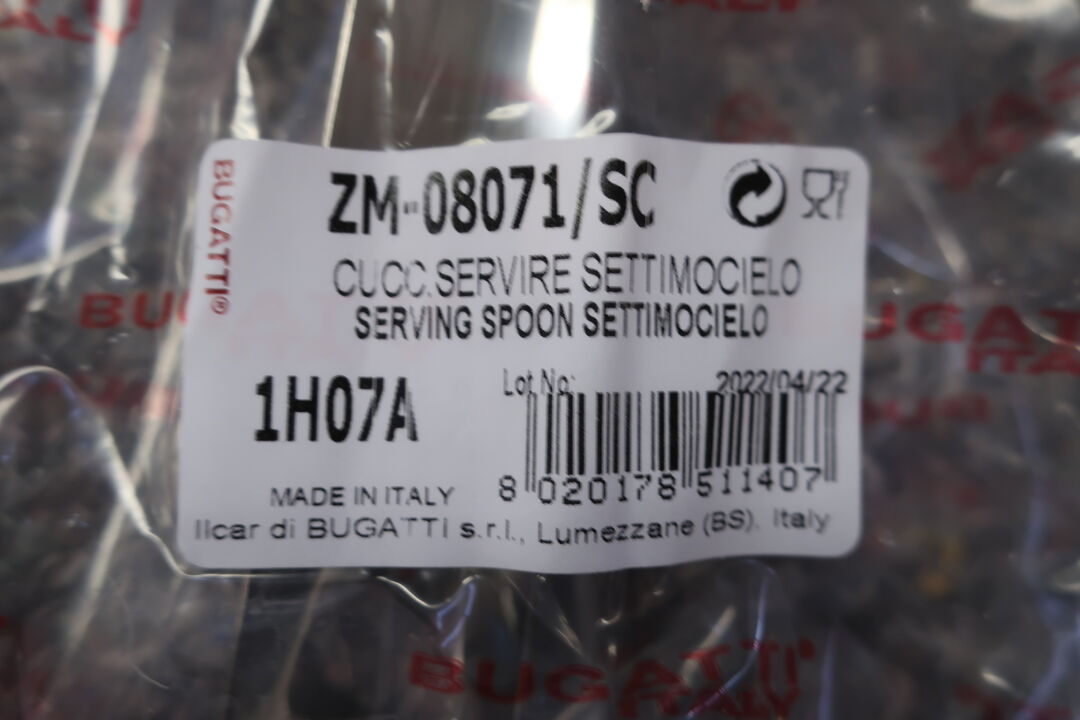 BUGATTI®
ZM-08071/SC
CUCC.SERVIRE SETTIMOCIELO
SERVING SPOON SETTIMOCIELO
1H07A
Lot No: 2022/04/22
8 020178 511407
MADE IN ITALY
Ilcar di BUGATTI s.r.l., Lumezzane (BS), Italy
BUGATTI
ITALY